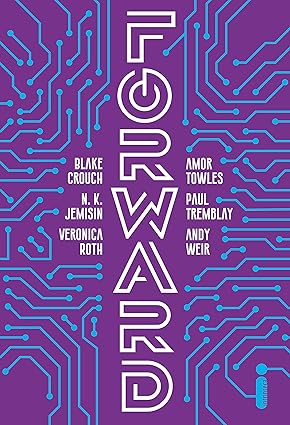 FORWARD
BLAKE
CROUCH
AMOR
TOWLES
N. K.
JEMISIN
PAUL
TREMBLAY
VERONICA
ROTH
ANDY
WEIR